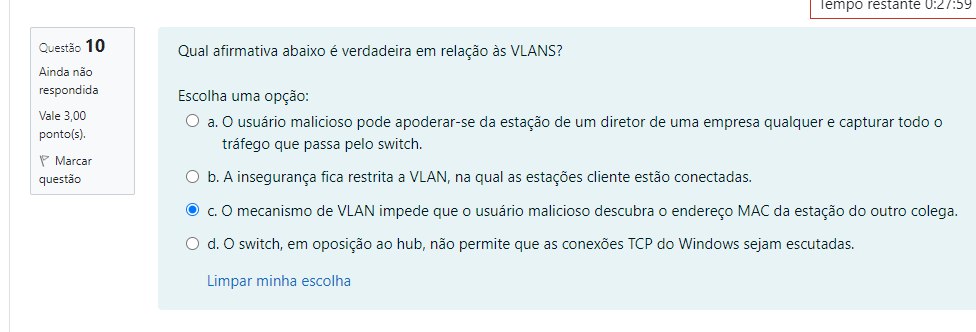 Tempo restante 0:27:59
Questão 10
Ainda não
respondida
Vale 3,00
ponto(s).
Marcar
questão
Qual afirmativa abaixo é verdadeira em relação às VLANS?
Escolha uma opção:
a. O usuário malicioso pode apoderar-se da estação de um diretor de uma empresa qualquer e capturar todo o
tráfego que passa pelo switch.
b. A insegurança fica restrita a VLAN, na qual as estações cliente estão conectadas.
c. O mecanismo de VLAN impede que o usuário malicioso descubra o endereço MAC da estação do outro colega.
d. O switch, em oposição ao hub, não permite que as conexões TCP do Windows sejam escutadas.
Limpar minha escolha